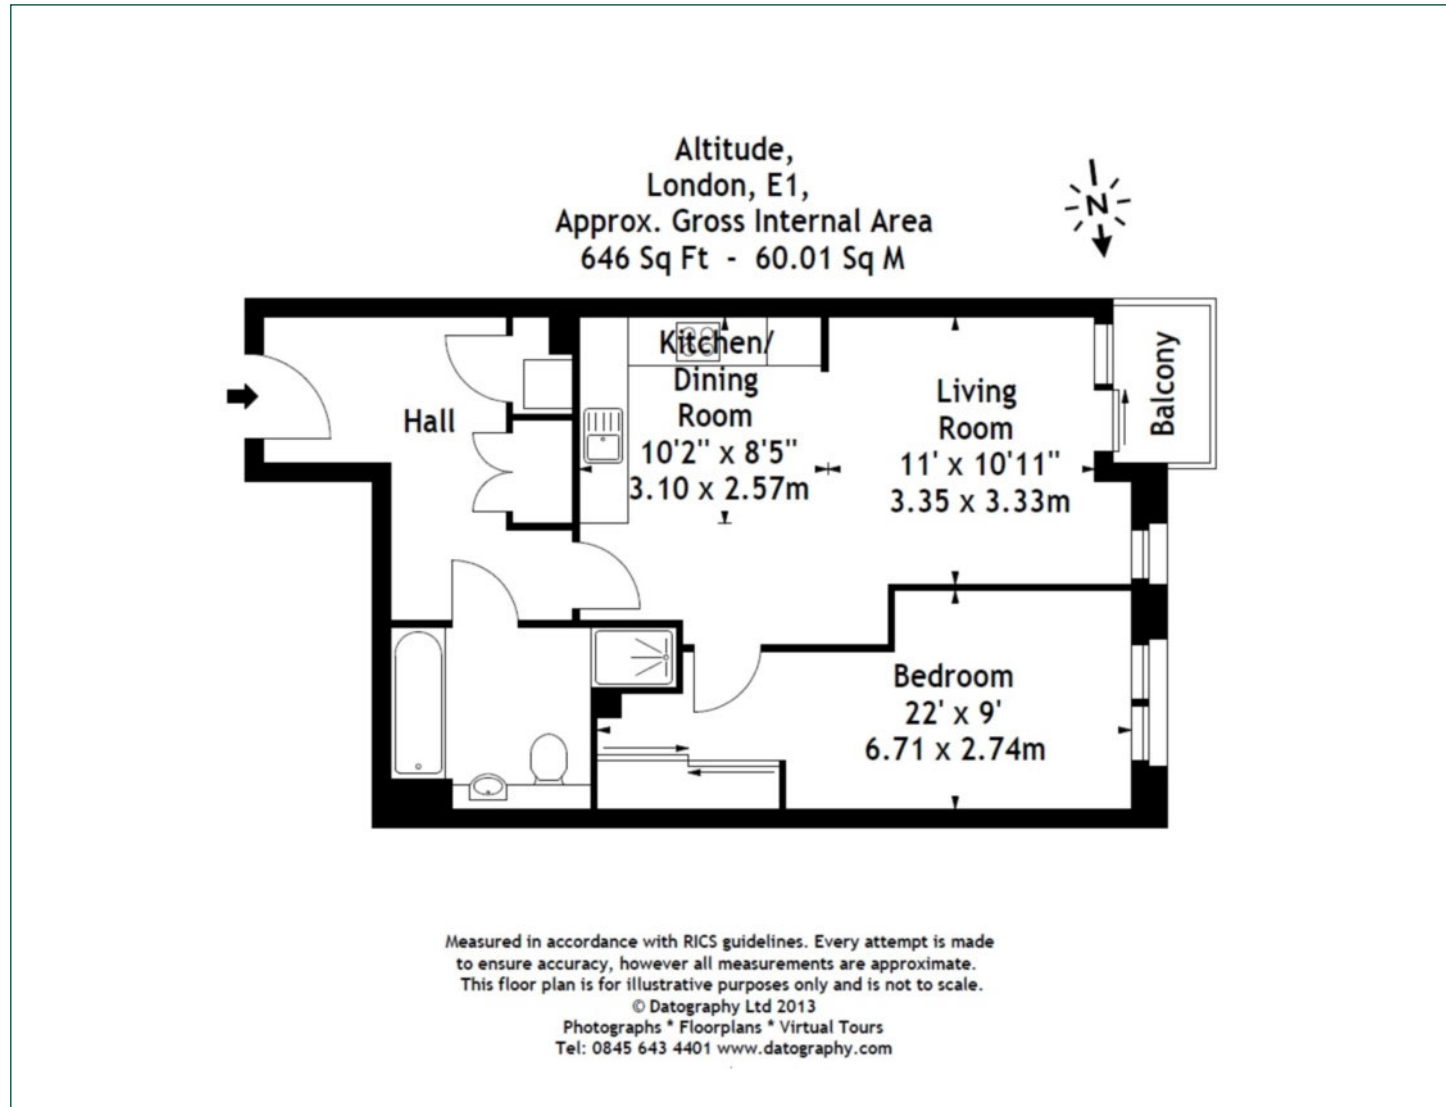 Altitude,
London, E1,
Approx. Gross Internal Area
646 Sq Ft - 60.01 Sq M
N
Kitchen/
Dining
Room
10'2" x 8'5"
3.10 x 2.57m
Living
Room
11' x 10'11"
3.35 x 3.33m
Balcony
Hall
Bedroom
22' x 9'
6.71 x 2.74m
Measured in accordance with RICS guidelines. Every attempt is made
to ensure accuracy, however all measurements are approximate.
This floor plan is for illustrative purposes only and is not to scale.
© Datography Ltd 2013
Photographs * Floorplans * Virtual Tours
Tel: 0845 643 4401 www.datography.com